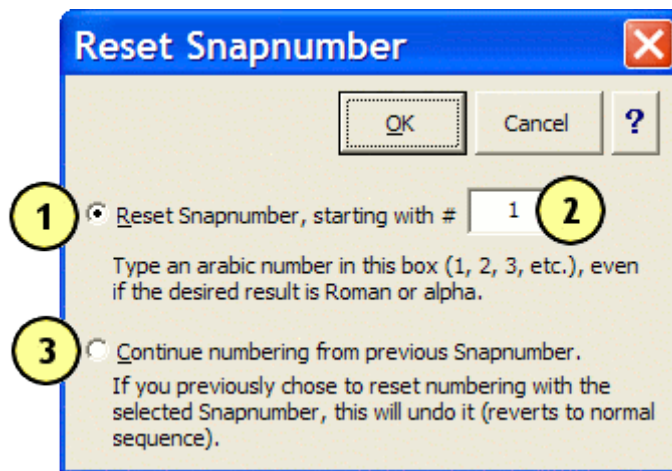 Reset Snapnumber
OK Cancel ?
1 Reset Snapnumber, starting with # 1 2
Type an arabic number in this box (1, 2, 3, etc.), even
if the desired result is Roman or alpha.
3 Continue numbering from previous Snapnumber.
If you previously chose to reset numbering with the
selected Snapnumber, this will undo it (reverts to normal
sequence).